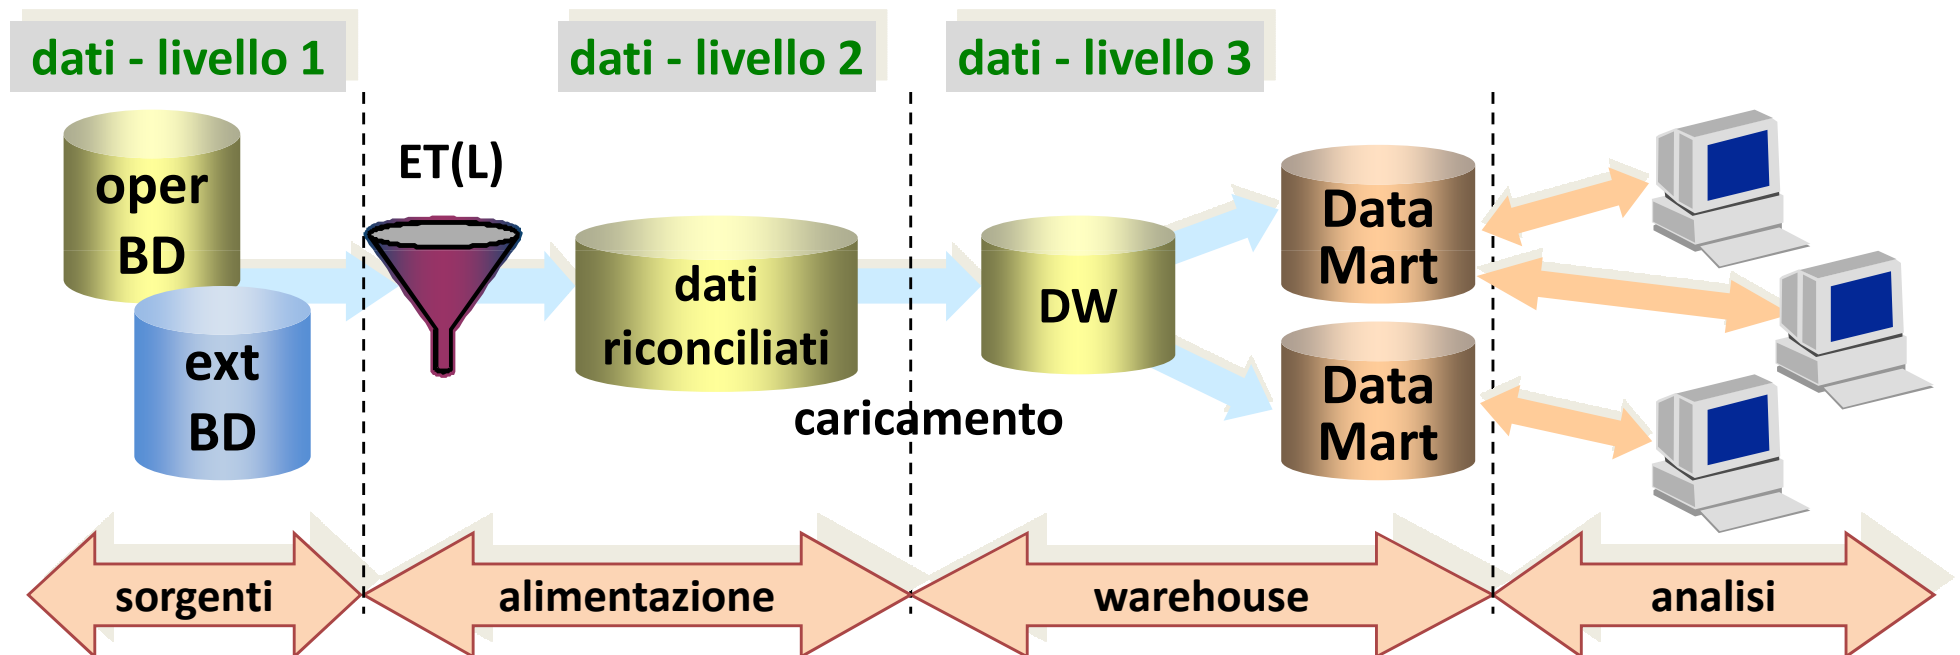 dati - livello 1
dati - livello 2
dati - livello 3
oper
BD
ext
BD
ET(L)
dati
riconciliati
caricamento
DW
Data
Mart
Data
Mart
sorgenti
alimentazione
warehouse
analisi